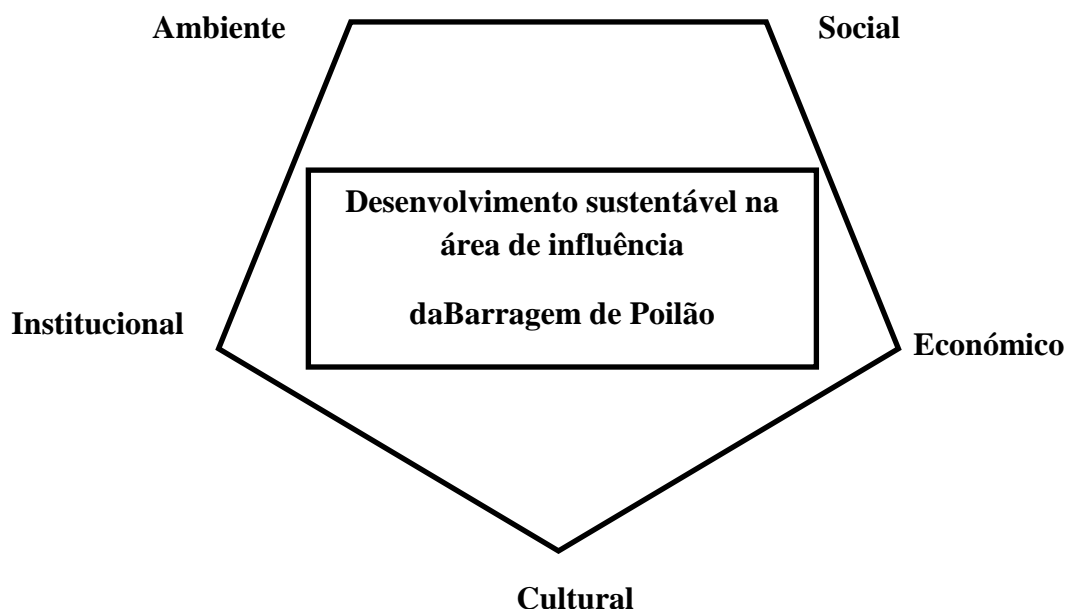 Ambiente
Social
Desenvolvimento sustentável na
área de influência
daBarragem de Poilão
Institucional
Económico
Cultural